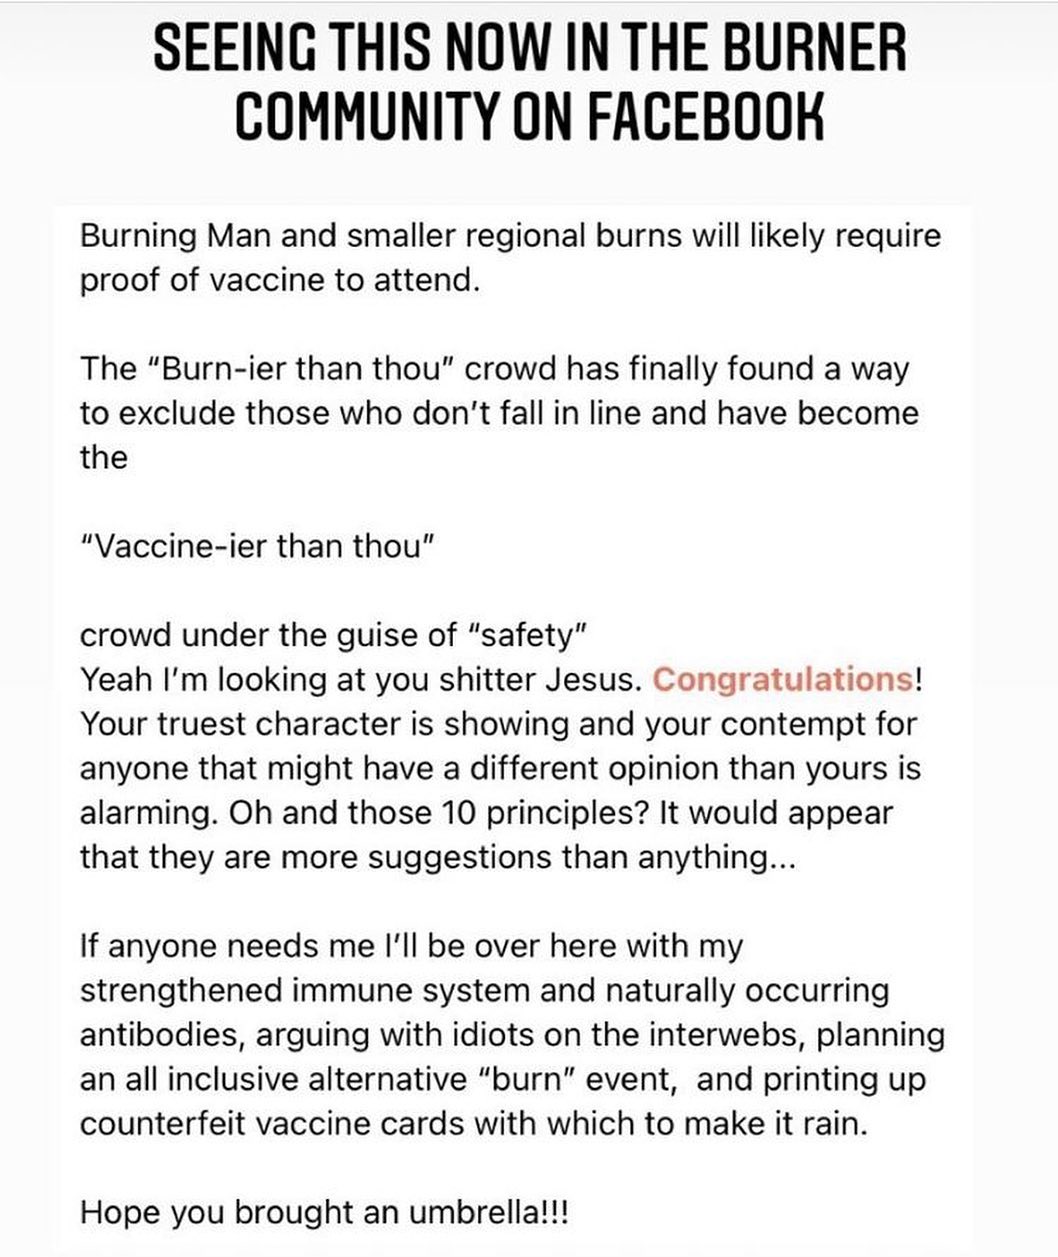 SEEING THIS NOW IN THE BURNER
COMMUNITY ON FACEBOOK
Burning Man and smaller regional burns will likely require
proof of vaccine to attend.
The “Burn-ier than thou” crowd has finally found a way
to exclude those who don’t fall in line and have become
the
“Vaccine-ier than thou”
crowd under the guise of “safety”
Yeah I’m looking at you shitter Jesus. Congratulations!
Your truest character is showing and your contempt for
anyone that might have a different opinion than yours is
alarming. Oh and those 10 principles? It would appear
that they are more suggestions than anything...
If anyone needs me I’ll be over here with my
strengthened immune system and naturally occurring
antibodies, arguing with idiots on the interwebs, planning
an all inclusive alternative “burn” event,  and printing up
counterfeit vaccine cards with which to make it rain.
Hope you brought an umbrella!!!